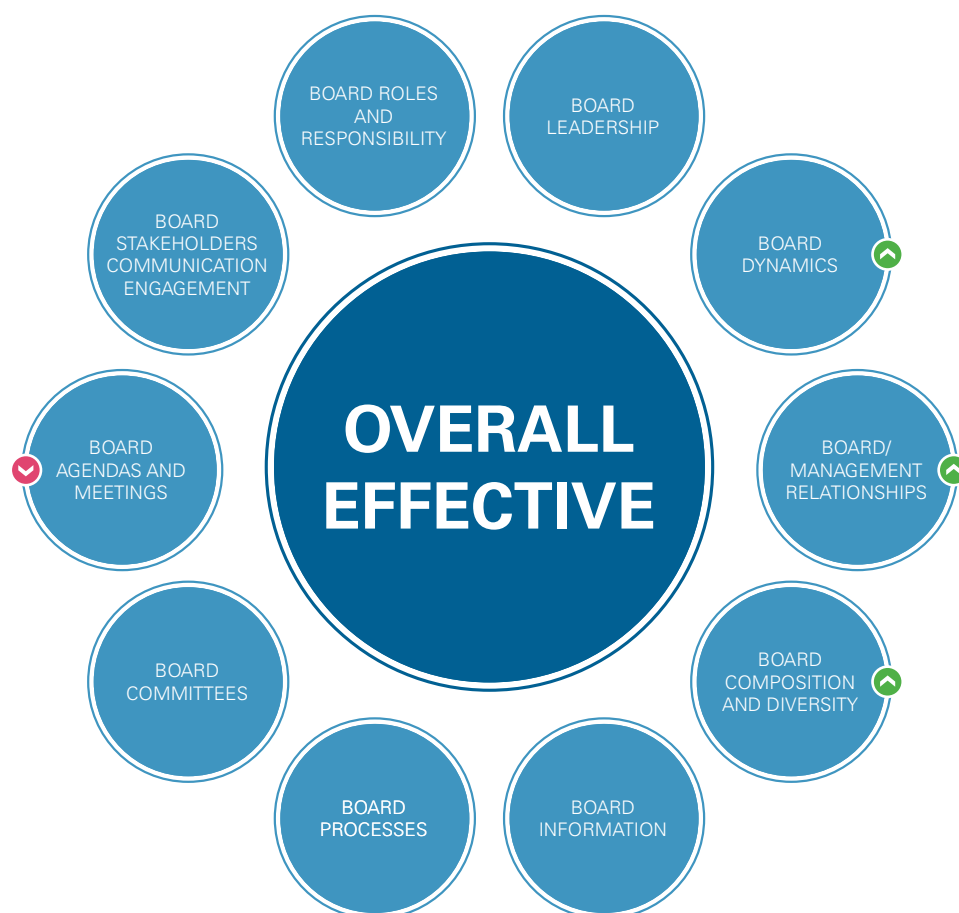 BOARD ROLES
AND
RESPONSIBILITY
BOARD
LEADERSHIP
BOARD
STAKEHOLDERS
COMMUNICATION
ENGAGEMENT
BOARD
DYNAMICS
OVERALL
EFFECTIVE
BOARD
AGENDAS AND
MEETINGS
BOARD/
MANAGEMENT
RELATIONSHIPS
BOARD
COMMITTEES
BOARD
COMPOSITION
AND DIVERSITY
BOARD
PROCESSES
BOARD
INFORMATION